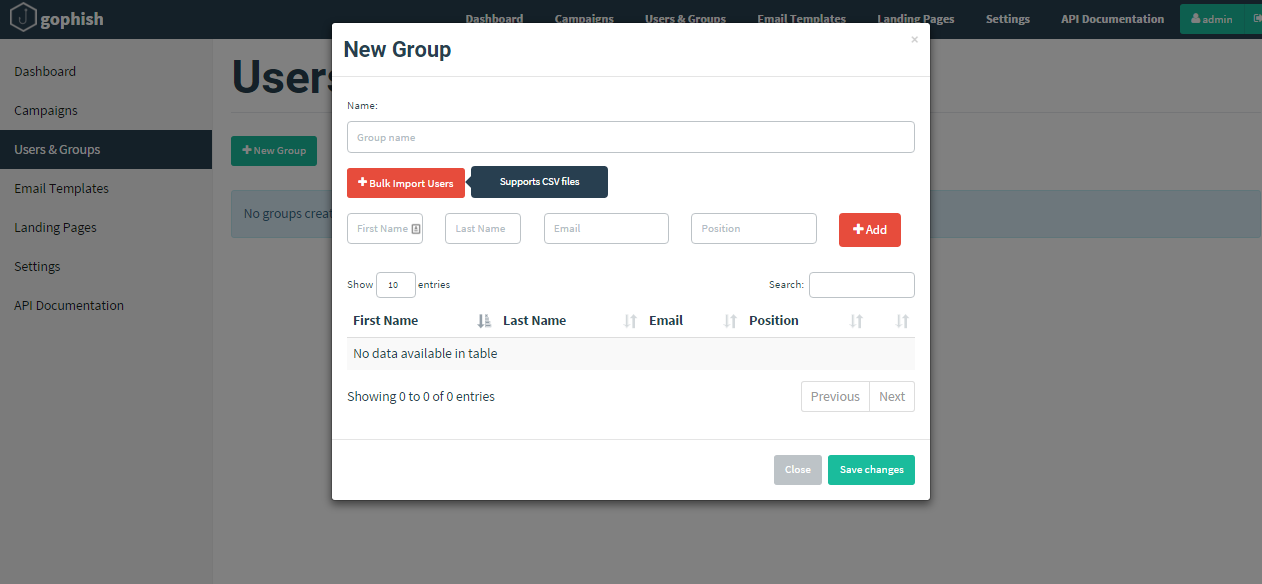 gophish
Dashboard Campaigns Users & Groups Email Templates Landing Pages Settings API Documentation admin
Dashboard
Campaigns
Users & Groups
Email Templates
Landing Pages
Settings
API Documentation
Users
New Group
No groups creat
New Group
×
Name:
Group name
Bulk Import Users
Supports CSV files
First Name Last Name Email Position Add
Show 10 entries Search:
First Name Last Name Email Position
No data available in table
Showing 0 to 0 of 0 entries Previous Next
Close Save changes